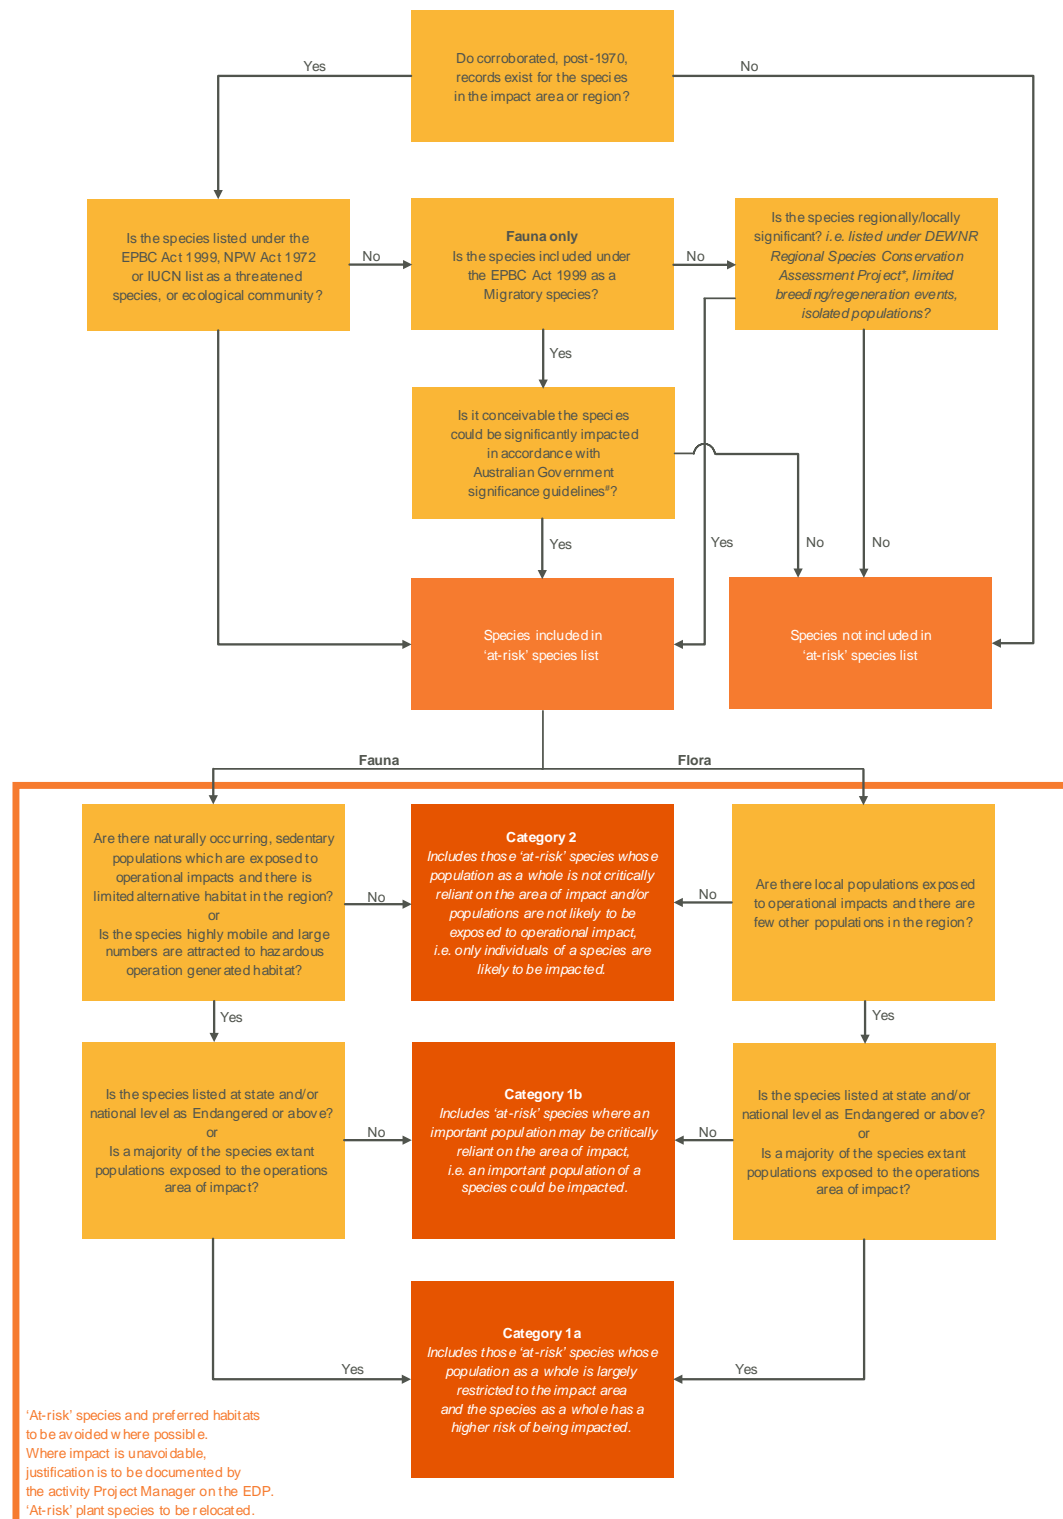 Do corroborated, post-1970,
records exist for the species
in the impact area or region?
Yes
No
Is the species listed under the
EPBC Act 1999, NPW Act 1972
or IUCN list as a threatened
species, or ecological community?
No
Fauna only
Is the species included under
the EPBC Act 1999 as a
Migratory species?
No
Is the species regionally/locally
significant? i.e. listed under DEWNR
Regional Species Conservation
Assessment Project*, limited
breeding/regeneration events,
isolated populations?
Yes
Is it conceivable the species
could be significantly impacted
in accordance with
Australian Government
significance guidelines#?
Yes
Yes
No
No
Species included in
‘at-risk’ species list
Species not included in
‘at-risk’ species list
Fauna
Flora
Are there naturally occurring, sedentary
populations which are exposed to
operational impacts and there is
limited alternative habitat in the region?
or
Is the species highly mobile and large
numbers are attracted to hazardous
operation generated habitat?
No
Category 2
Includes those ‘at-risk’ species whose
population as a whole is not critically
reliant on the area of impact and/or
populations are not likely to be
exposed to operational impact,
i.e. only individuals of a species are
likely to be impacted.
No
Are there local populations exposed
to operational impacts and there are
few other populations in the region?
Yes
Yes
Is the species listed at state and/or
national level as Endangered or above?
or
Is a majority of the species extant
populations exposed to the operations
area of impact?
No
Category 1b
Includes ‘at-risk’ species where an
important population may be critically
reliant on the area of impact,
i.e. an important population of a
species could be impacted.
No
Is the species listed at state and/or
national level as Endangered or above?
or
Is a majority of the species extant
populations exposed to the operations
area of impact?
Yes
Category 1a
Includes those ‘at-risk’ species whose
population as a whole is largely
restricted to the impact area
and the species as a whole has a
higher risk of being impacted.
Yes
‘At-risk’ species and preferred habitats
to be avoided where possible.
Where impact is unavoidable,
justification is to be documented by
the activity Project Manager on the EDP.
‘At-risk’ plant species to be relocated.